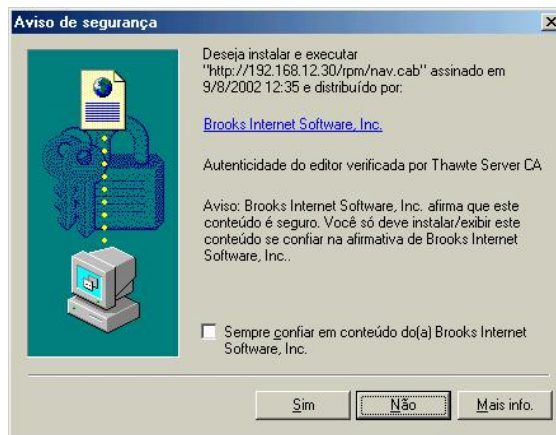 Aviso de segurança
Deseja instalar e executar
"http://192.168.12.30/rpm/nav.cab" assinado em
9/8/2002 12:35 e distribuído por:
Brooks Internet Software, Inc.
Autenticidade do editor verificada por Thawte Server CA
Aviso: Brooks Internet Software, Inc. afirma que este
conteúdo é seguro. Você só deve instalar/exibir este
conteúdo se confiar na afirmativa de Brooks Internet
Software, Inc..
Sempre confiar em conteúdo do(a) Brooks Internet
Software, Inc.
Sim Não Mais info.